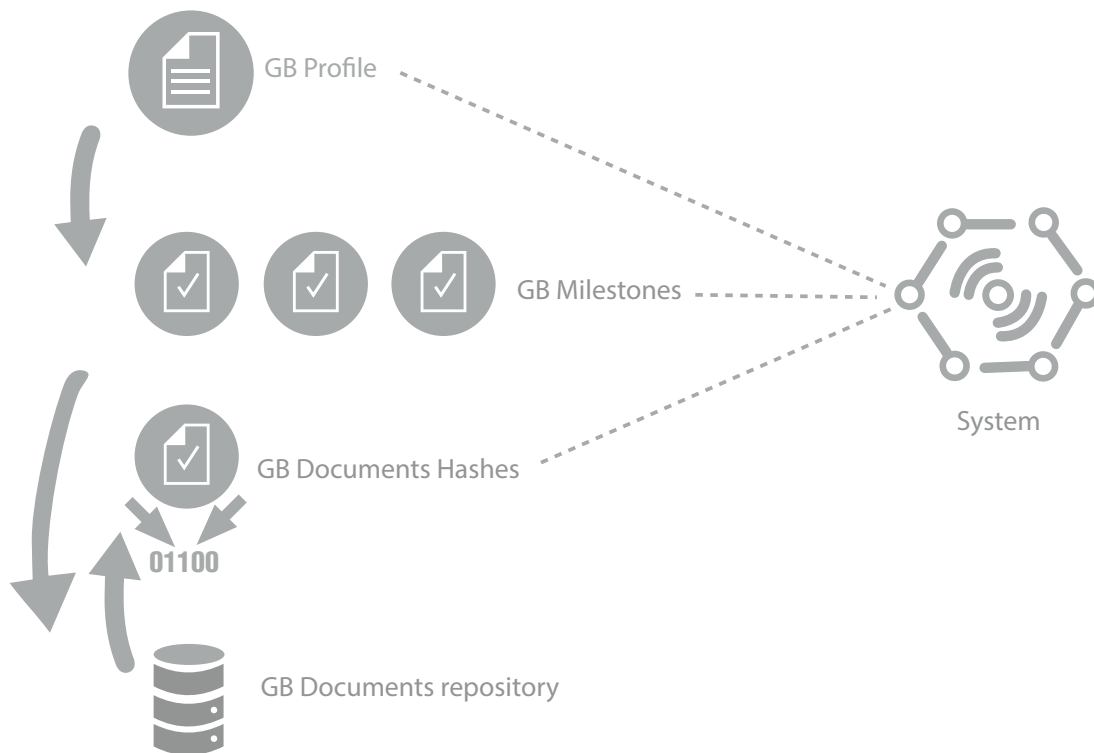 GB Profile
GB Milestones
System
GB Documents Hashes
01100
GB Documents repository